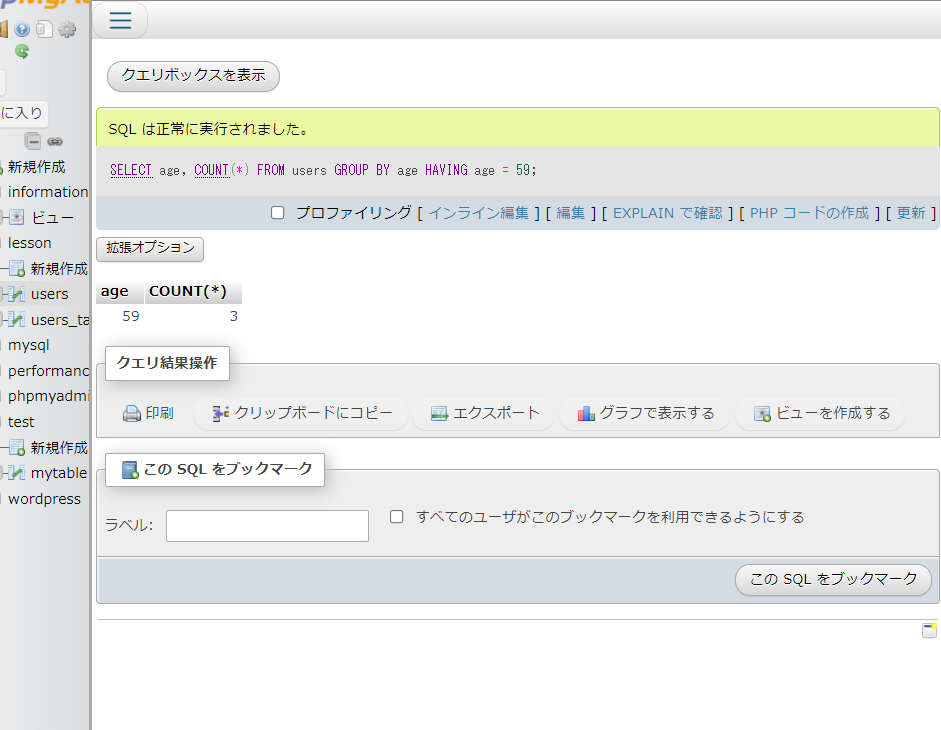 に入り
新規作成
information
ビュー
lesson
新規作成
users
users_ta
mysql
performanc
phpmyadmi
test
新規作成
mytable
wordpress
クエリボックスを表示
SQL は正常に実行されました。
SELECT age, COUNT(*) FROM users GROUP BY age HAVING age = 59;
プロファイリング [ インライン編集 ] [ 編集 ] [ EXPLAIN で確認 ] [ PHP コードの作成 ] [ 更新 ]
拡張オプション
age COUNT(*)
59 3
クエリ結果操作
印刷 クリップボードにコピー エクスポート グラフで表示する ビューを作成する
この SQL をブックマーク
ラベル: すべてのユーザがこのブックマークを利用できるようにする
この SQL をブックマーク